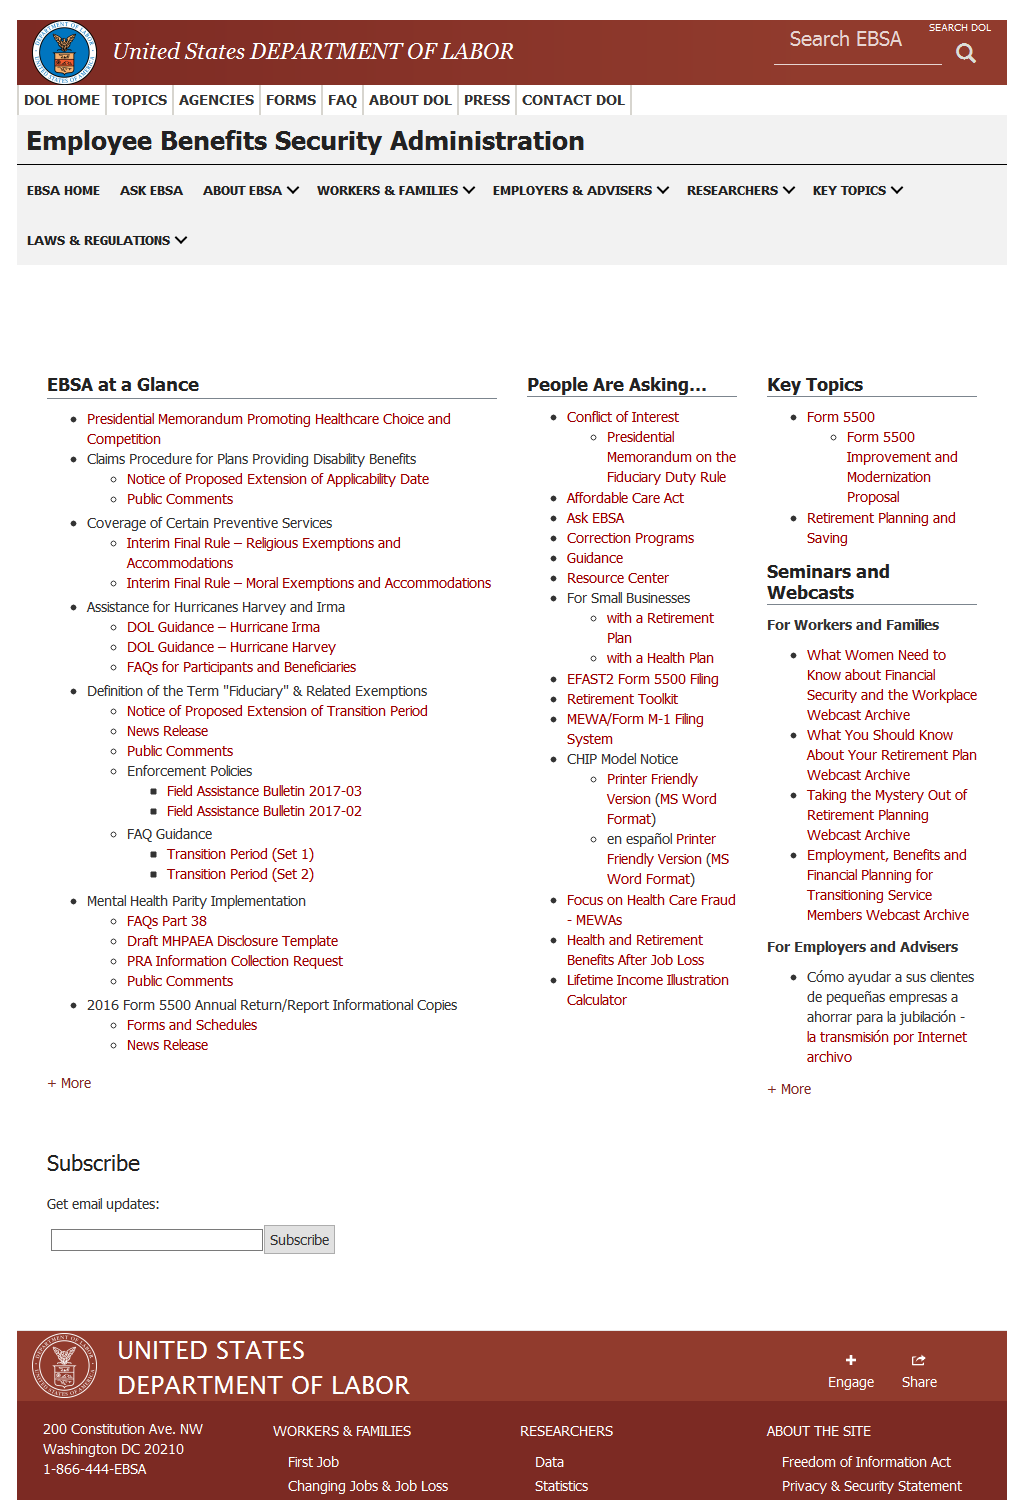 United States DEPARTMENT OF LABOR
Search EBSA
SEARCH DOL
DOL HOME
TOPICS
AGENCIES
FORMS
FAQ
ABOUT DOL
PRESS
CONTACT DOL
Employee Benefits Security Administration
EBSA HOME
ASK EBSA
ABOUT EBSA
WORKERS & FAMILIES
EMPLOYERS & ADVISERS
RESEARCHERS
KEY TOPICS
LAWS & REGULATIONS
EBSA at a Glance
Presidential Memorandum Promoting Healthcare Choice and
Competition
Claims Procedure for Plans Providing Disability Benefits
Notice of Proposed Extension of Applicability Date
Public Comments
Coverage of Certain Preventive Services
Interim Final Rule – Religious Exemptions and
Accommodations
Interim Final Rule – Moral Exemptions and Accommodations
Assistance for Hurricanes Harvey and Irma
DOL Guidance – Hurricane Irma
DOL Guidance – Hurricane Harvey
FAQs for Participants and Beneficiaries
Definition of the Term "Fiduciary" & Related Exemptions
Notice of Proposed Extension of Transition Period
News Release
Public Comments
Enforcement Policies
Field Assistance Bulletin 2017-03
Field Assistance Bulletin 2017-02
FAQ Guidance
Transition Period (Set 1)
Transition Period (Set 2)
Mental Health Parity Implementation
FAQs Part 38
Draft MHPAEA Disclosure Template
PRA Information Collection Request
Public Comments
2016 Form 5500 Annual Return/Report Informational Copies
Forms and Schedules
News Release
+ More
People Are Asking...
Conflict of Interest
Presidential
Memorandum on the
Fiduciary Duty Rule
Affordable Care Act
Ask EBSA
Correction Programs
Guidance
Resource Center
For Small Businesses
with a Retirement
Plan
with a Health Plan
EFAST2 Form 5500 Filing
Retirement Toolkit
MEWA/Form M-1 Filing
System
CHIP Model Notice
Printer Friendly
Version (MS Word
Format)
en español Printer
Friendly Version (MS
Word Format)
Focus on Health Care Fraud
- MEWAs
Health and Retirement
Benefits After Job Loss
Lifetime Income Illustration
Calculator
Key Topics
Form 5500
Form 5500
Improvement and
Modernization
Proposal
Retirement Planning and
Saving
Seminars and
Webcasts
For Workers and Families
What Women Need to
Know about Financial
Security and the Workplace
Webcast Archive
What You Should Know
About Your Retirement Plan
Webcast Archive
Taking the Mystery Out of
Retirement Planning
Webcast Archive
Employment, Benefits and
Financial Planning for
Transitioning Service
Members Webcast Archive
For Employers and Advisers
Cómo ayudar a sus clientes
de pequeñas empresas a
ahorrar para la jubilación -
la transmisión por Internet
archivo
+ More
Subscribe
Get email updates:
Subscribe
UNITED STATES
DEPARTMENT OF LABOR
Engage
Share
200 Constitution Ave. NW
Washington DC 20210
1-866-444-EBSA
WORKERS & FAMILIES
First Job
Changing Jobs & Job Loss
RESEARCHERS
Data
Statistics
ABOUT THE SITE
Freedom of Information Act
Privacy & Security Statement